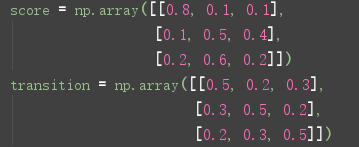 score = np.array([[0.8, 0.1, 0.1],
                  [0.1, 0.5, 0.4],
                  [0.2, 0.6, 0.2]])
transition = np.array([[0.5, 0.2, 0.3],
                       [0.3, 0.5, 0.2],
                       [0.2, 0.3, 0.5]])